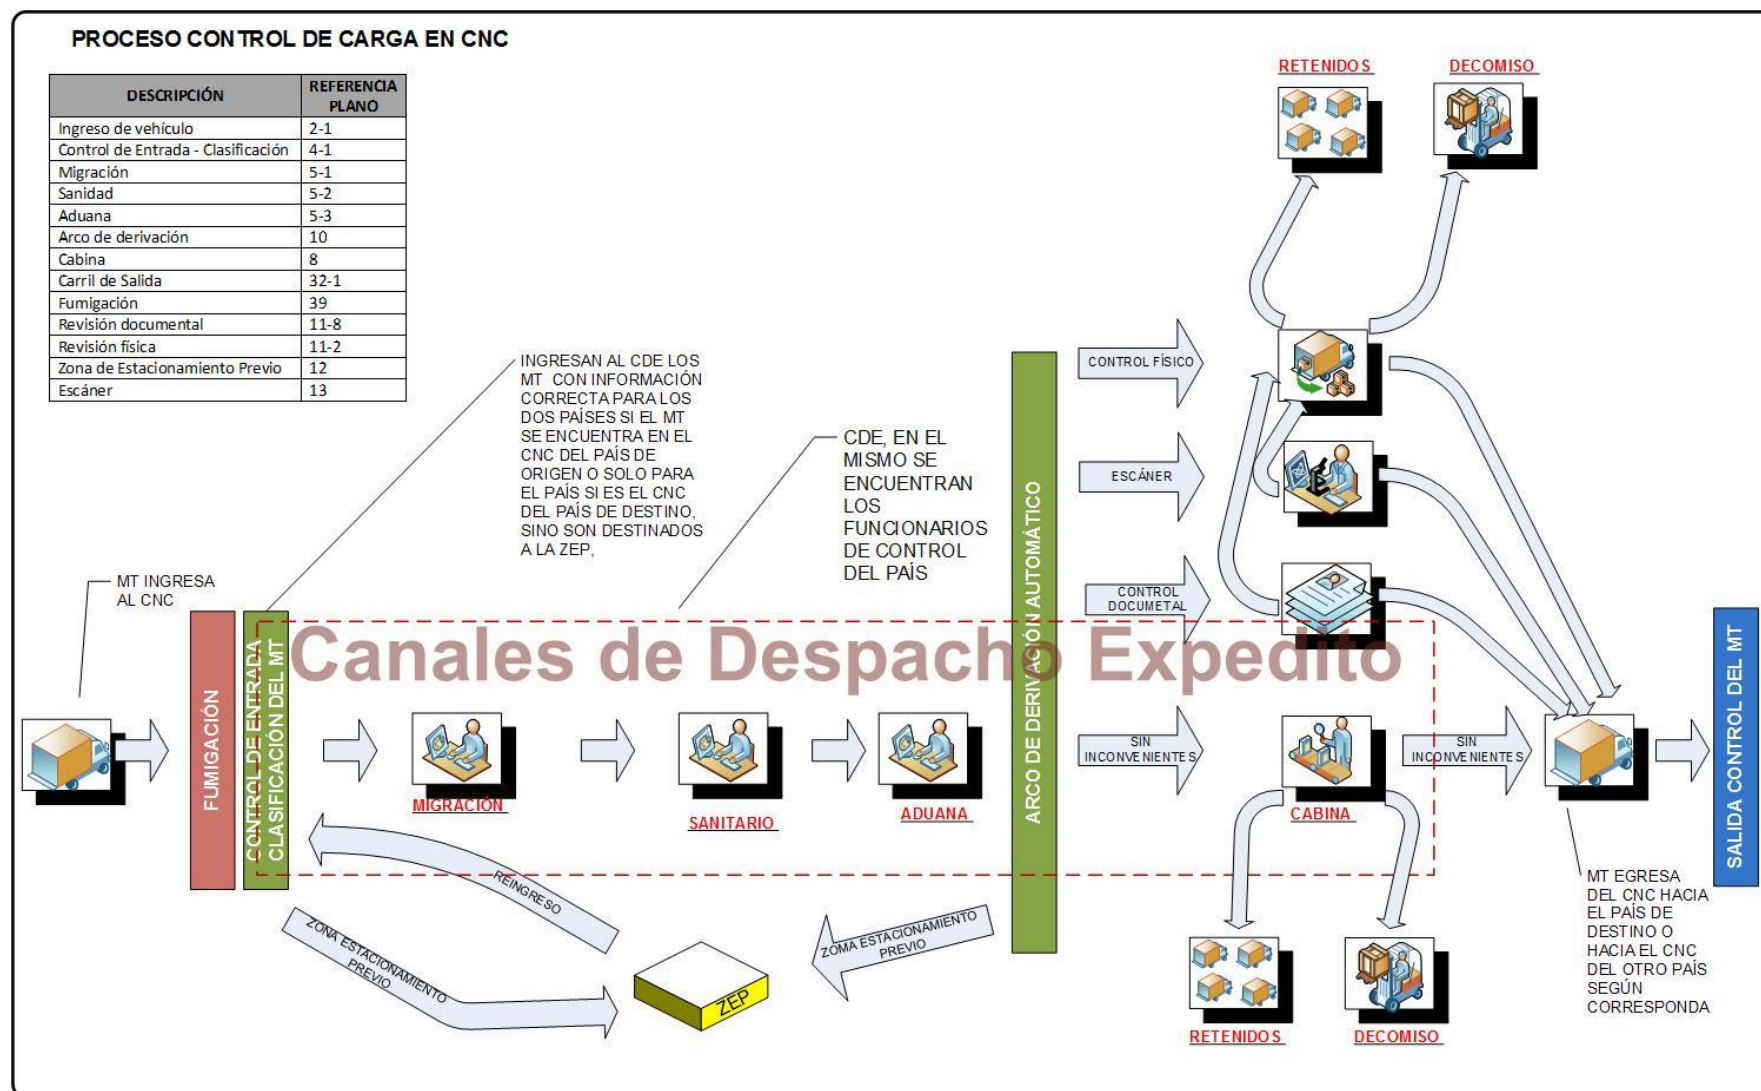 PROCESO CONTROL DE CARGA EN CNC
DESCRIPCIÓN REFERENCIA PLANO
Ingreso de vehículo 2-1
Control de Entrada - Clasificación 4-1
Migración 5-1
Sanidad 5-2
Aduana 5-3
Arco de derivación 10
Cabina 8
Carril de Salida 32-1
Fumigación 39
Revisión documental 11-8
Revisión física 11-2
Zona de Estacionamiento Previo 12
Escáner 13
RETENIDOS
DECOMISO
INGRESAN AL CDE LOS
MT CON INFORMACIÓN
CORRECTA PARA LOS
DOS PAÍSES SI EL MT
SE ENCUENTRA EN EL
CNC DEL PAÍS DE
ORIGEN O SOLO PARA
EL PAÍS SI ES EL CNC
DEL PAÍS DE DESTINO,
SINO SON DESTINADOS
A LA ZEP,
CDE, EN EL
MISMO SE
ENCUENTRAN
LOS
FUNCIONARIOS
DE CONTROL
DEL PAÍS
MT INGRESA
AL CNC
FUMIGACIÓN
CONTROL DE ENTRADA
CLASIFICACIÓN DEL MT
Canales de Despacho Expedito
MIGRACIÓN
SANITARIO
ADUANA
ARCO DE DERIVACIÓN AUTOMÁTICO
CONTROL FÍSICO
ESCÁNER
CONTROL
DOCUMETAL
SIN
INCONVENIENTES
CABINA
SIN
INCONVENIENTES
SALIDA CONTROL DEL MT
REINGRESO
ZONA ESTACIONAMIENTO
PREVIO
ZOMA ESTACIONAMIENTO
PREVIO
ZEP
RETENIDOS
DECOMISO
MT EGRESA
DEL CNC HACIA
EL PAÍS DE
DESTINO O
HACIA EL CNC
DEL OTRO PAÍS
SEGÚN
CORRESPONDA